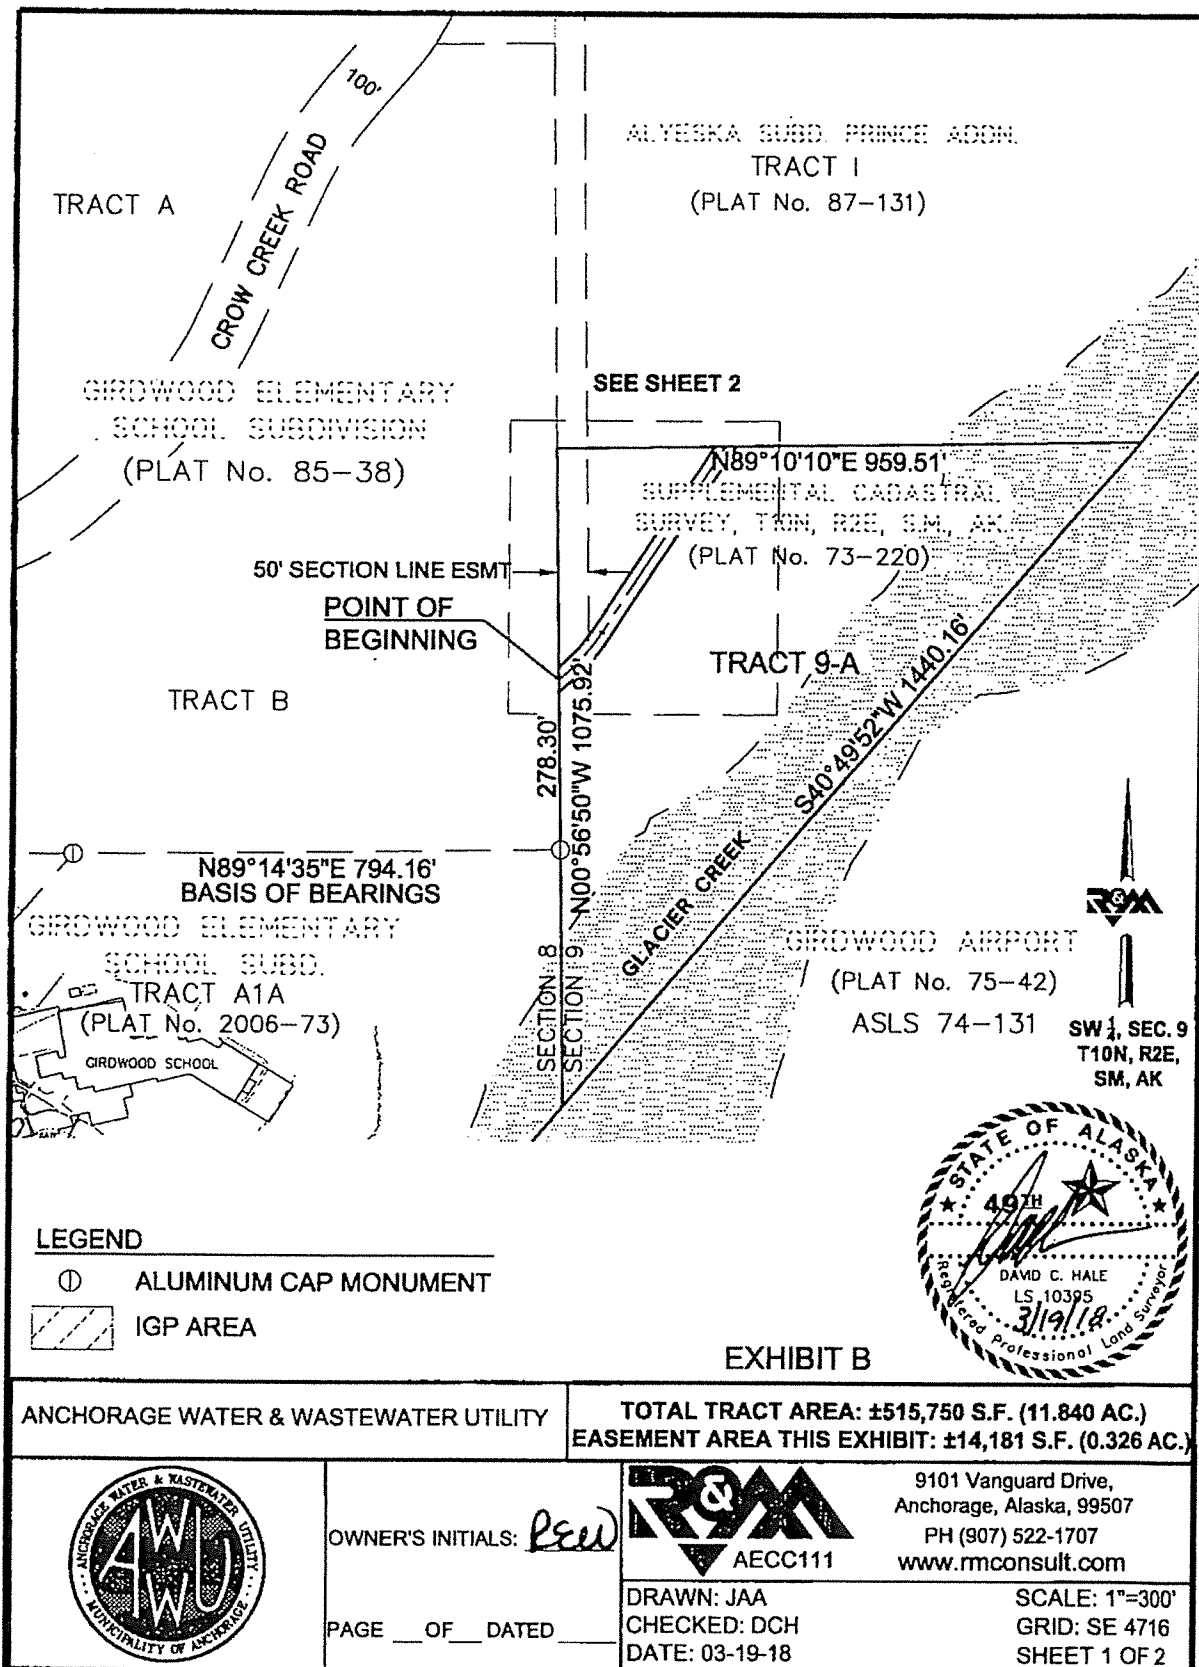 100'
CROW CREEK ROAD
TRACT A
ALYESKA SUBD. PRINCE ADDN.
TRACT I
(PLAT No. 87-131)
GIRDWOOD ELEMENTARY
SCHOOL SUBDIVISION
(PLAT No. 85-38)
SEE SHEET 2
N89°10'10"E 959.51'
SUPPLEMENTAL CADASTRAL
SURVEY, T10N, R2E, S.M., AK.
(PLAT No. 73-220)
50' SECTION LINE ESMT
POINT OF
BEGINNING
TRACT 9-A
TRACT B
278.30'
N00°56'50"W 1075.92'
S40°49'52"W 1440.16'
GLACIER CREEK
N89°14'35"E 794.16'
BASIS OF BEARINGS
GIRDWOOD ELEMENTARY
SCHOOL SUBD.
TRACT A1A
(PLAT No. 2006-73)
GIRDWOOD SCHOOL
SECTION 8
SECTION 9
GIRDWOOD AIRPORT
(PLAT No. 75-42)
ASLS 74-131
R&M
SW ¼, SEC. 9
T10N, R2E,
SM, AK
STATE OF ALASKA
49TH
DAVID C. HALE
LS 10395
3/19/18
Registered Professional Land Surveyor
LEGEND
ALUMINUM CAP MONUMENT
IGP AREA
EXHIBIT B
ANCHORAGE WATER & WASTEWATER UTILITY
TOTAL TRACT AREA: ±515,750 S.F. (11.840 AC.)
EASEMENT AREA THIS EXHIBIT: ±14,181 S.F. (0.326 AC.)
ANCHORAGE WATER & WASTEWATER UTILITY
AWWU
MUNICIPALITY OF ANCHORAGE
OWNER'S INITIALS: PEW
PAGE __ OF __ DATED ____
R&M
AECC111
9101 Vanguard Drive,
Anchorage, Alaska, 99507
PH (907) 522-1707
www.rmconsult.com
DRAWN: JAA
CHECKED: DCH
DATE: 03-19-18
SCALE: 1"=300'
GRID: SE 4716
SHEET 1 OF 2